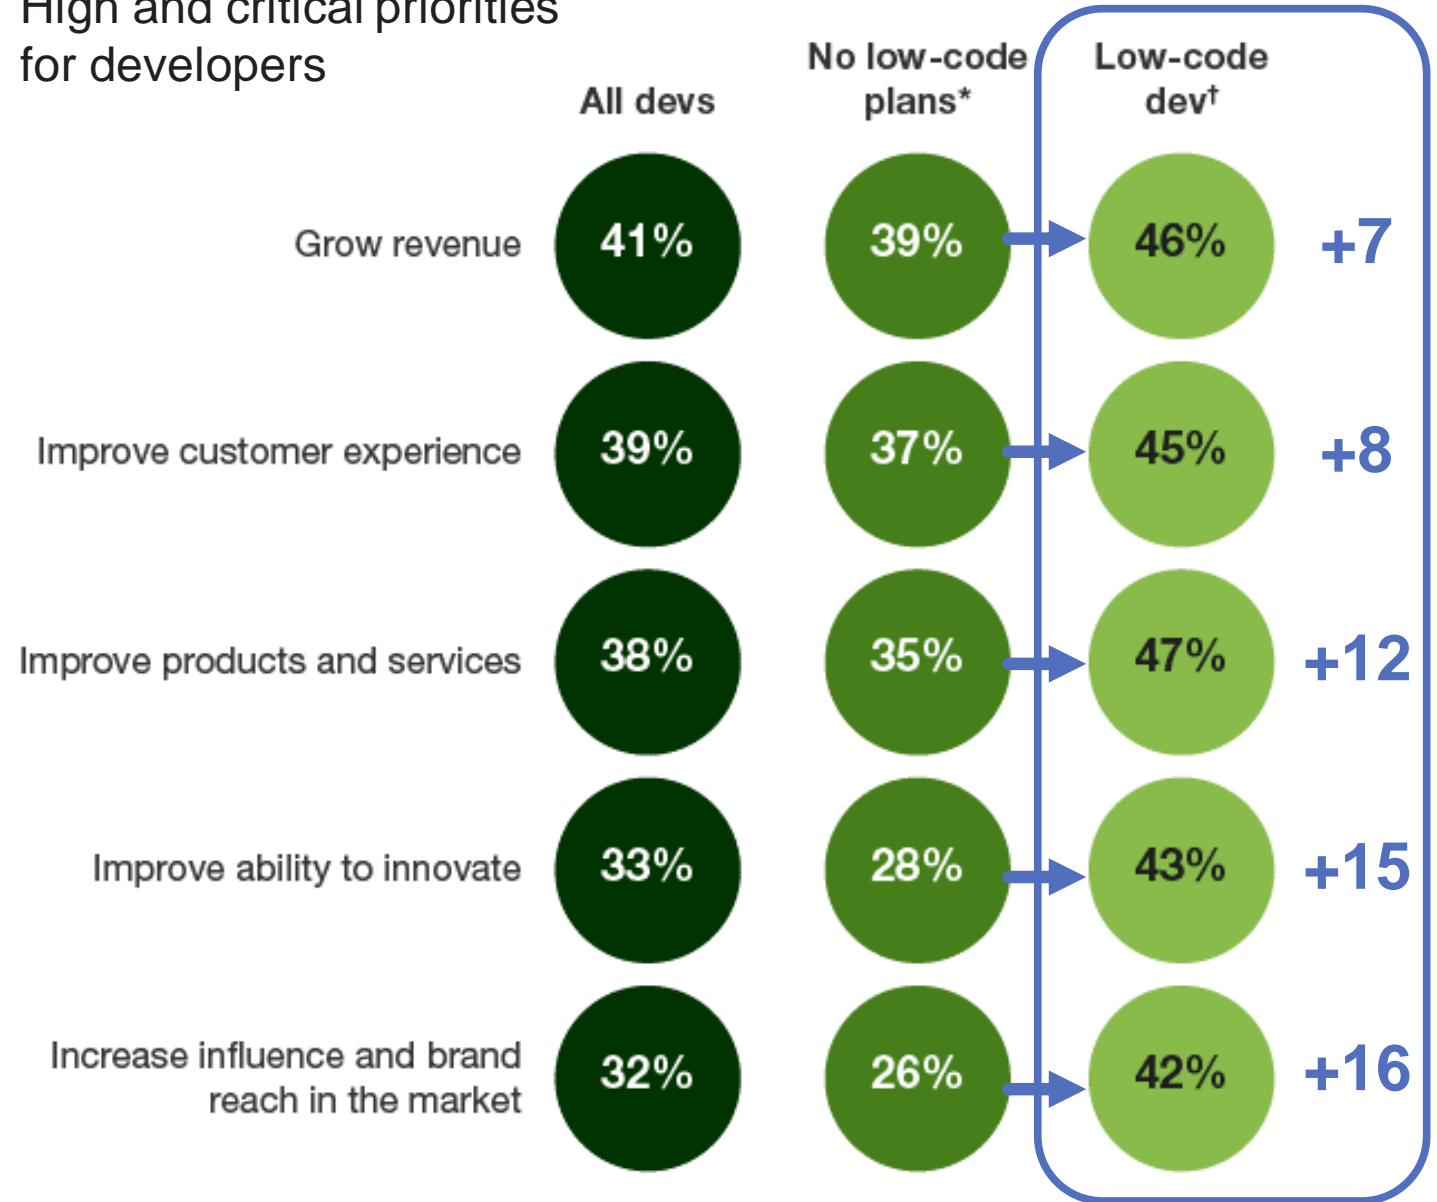 High and critical priorities
for developers
All devs
No low-code
plans*
Low-code
dev†
Grow revenue
41%
39%
46%
+7
Improve customer experience
39%
37%
45%
+8
Improve products and services
38%
35%
47%
+12
Improve ability to innovate
33%
28%
43%
+15
Increase influence and brand
reach in the market
32%
26%
42%
+16